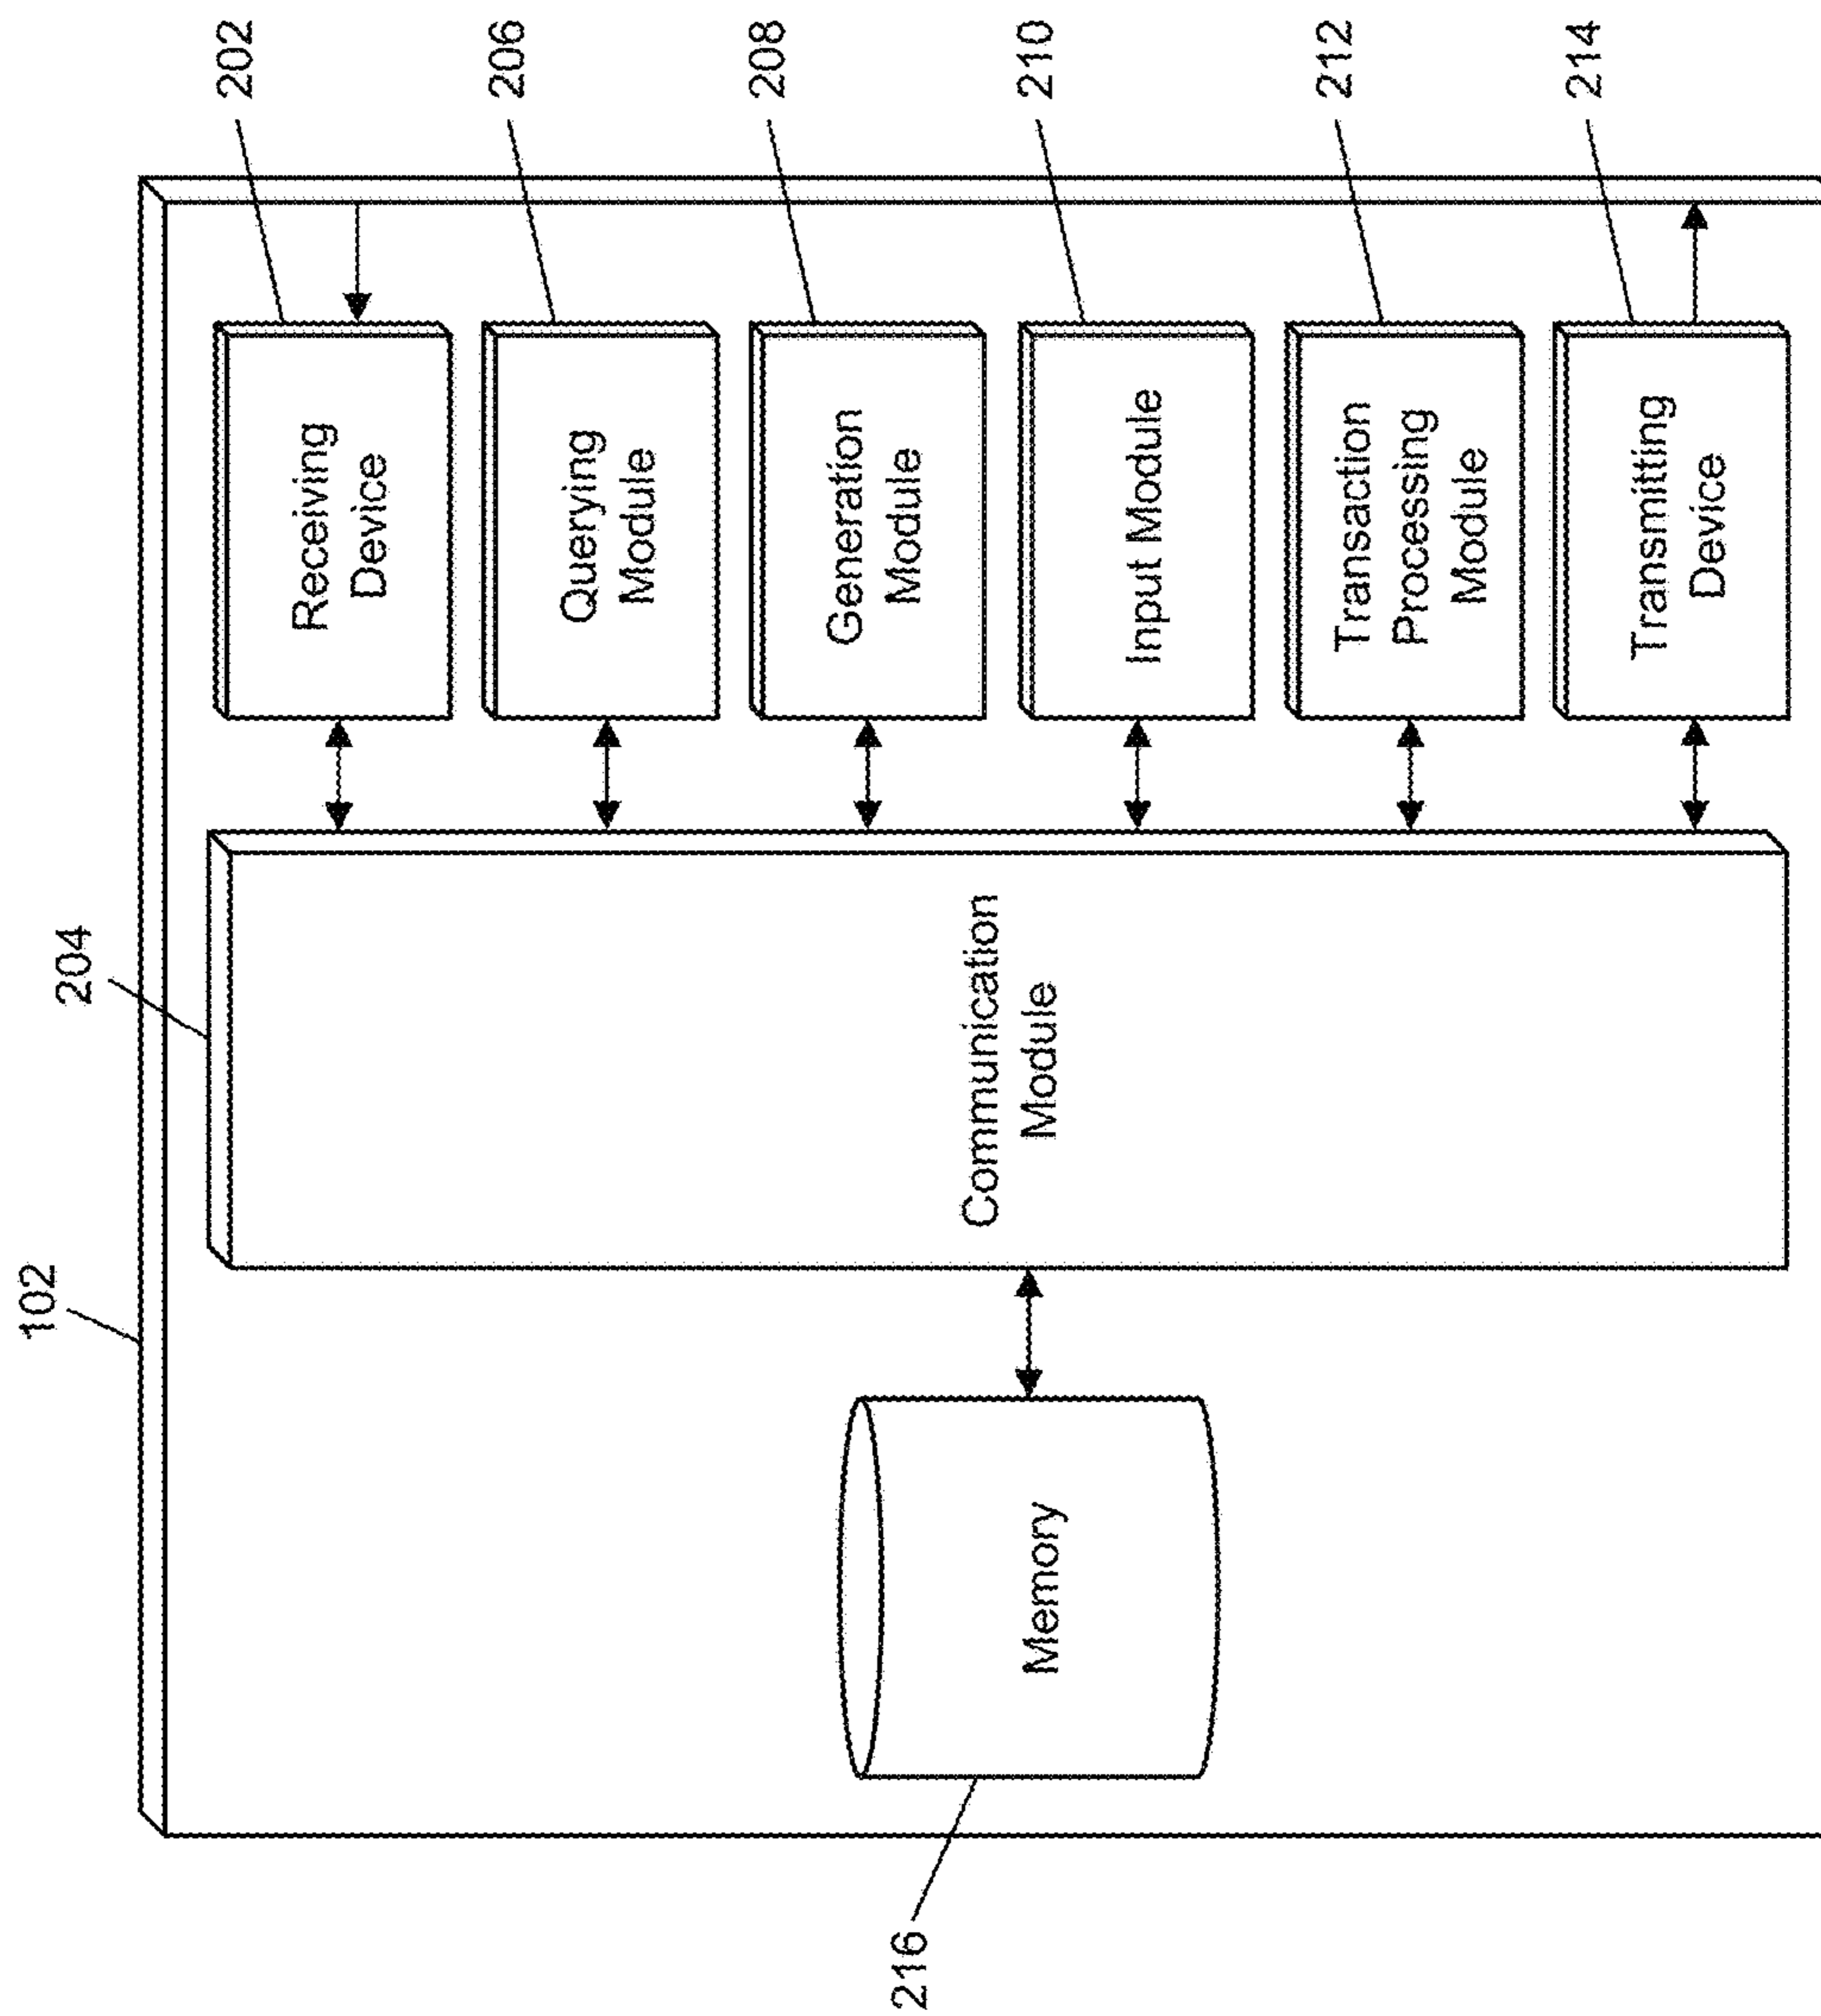 102
204
202
Receiving
Device
206
Querying
Module
208
Generation
Module
210
Input Module
212
Transaction
Processing
Module
214
Transmitting
Device
Communication
Module
Memory
216